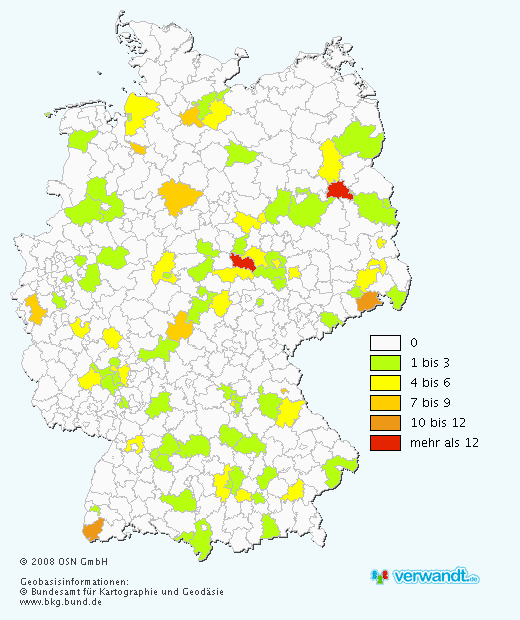 0
1 bis 3
4 bis 6
7 bis 9
10 bis 12
mehr als 12
© 2008 OSN GmbH
Geobasisinformationen:
© Bundesamt für Kartographie und Geodäsie
www.bkg.bund.de
verwandt.de